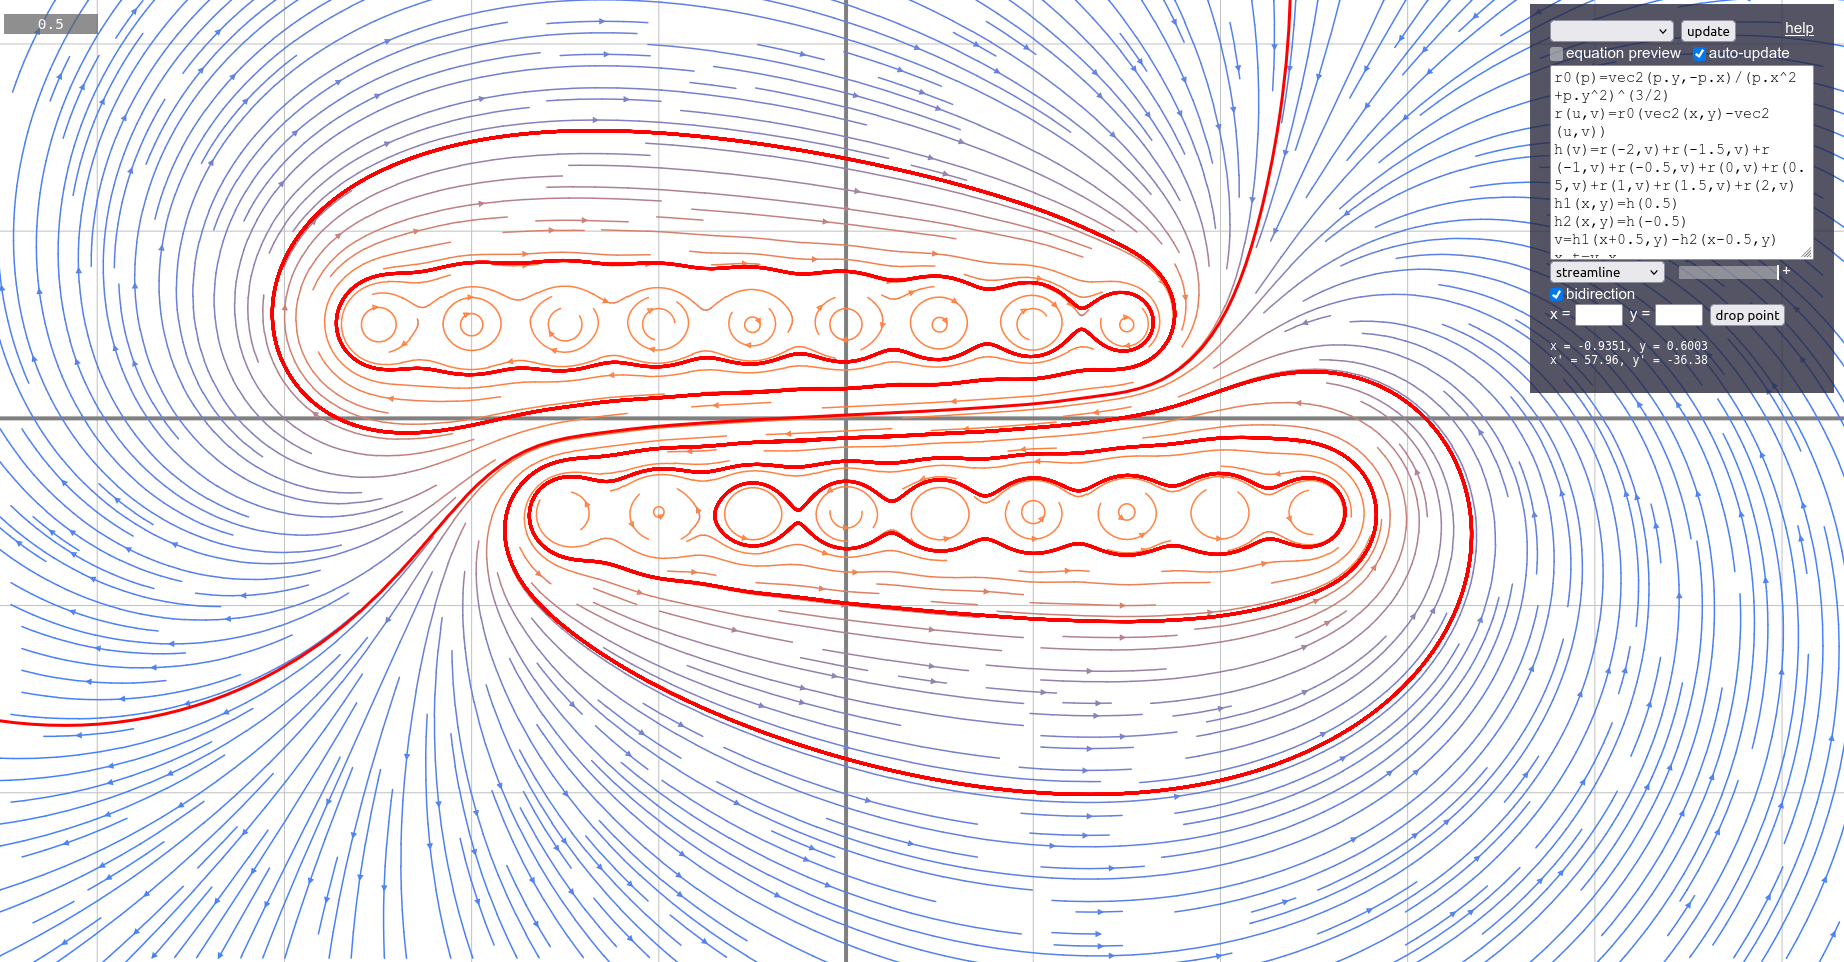 0.5
update
help
equation preview
auto-update
r0(p)=vec2(p.y,-p.x)/(p.x^2
+p.y^2)^(3/2)
r(u,v)=r0(vec2(x,y)-vec2
(u,v))
h(v)=r(-2,v)+r(-1.5,v)+r
(-1,v)+r(-0.5,v)+r(0,v)+r(0.
5,v)+r(1,v)+r(1.5,v)+r(2,v)
h1(x,y)=h(0.5)
h2(x,y)=h(-0.5)
v=h1(x+0.5,y)-h2(x-0.5,y)
streamline
+
bidirection
x =
y =
drop point
x = -0.9351, y = 0.6003
x' = 57.96, y' = -36.38